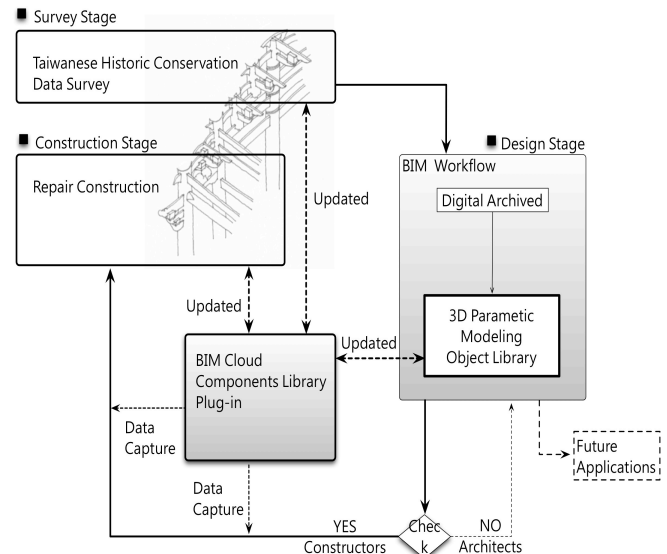 Survey Stage
Taiwanese Historic Conservation
Data Survey
Construction Stage
Repair Construction
Updated
Design Stage
BIM Workflow
Digital Archived
3D Parametic
Modeling
Object Library
Updated
Updated
BIM Cloud
Components Library
Plug-in
Data
Capture
Data
Capture
Future
Applications
YES
Constructors
Chec
k
NO
Architects